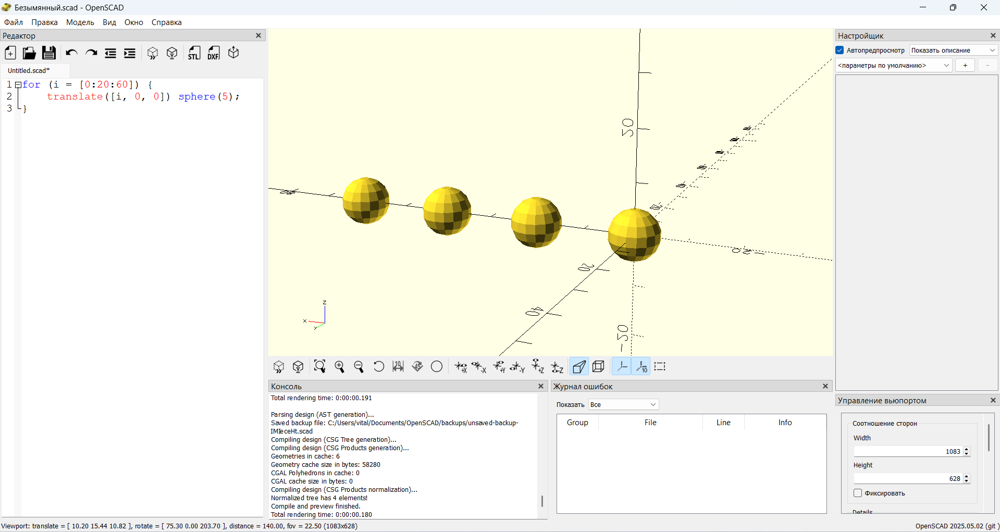 Безымянный.scad - OpenSCAD
Файл Правка Модель Вид Окно Справка
Редактор
STL DXF
Untitled.scad*
1 for (i = [0:20:60]) {
2 translate([i, 0, 0]) sphere(5);
3 }
50
20
20
40
-50
z
x
y
10 45 +X -X +Y -Y +Z -Z 10
Консоль
Total rendering time: 0:00:00.191
Parsing design (AST generation)...
Saved backup file: C:/Users/vital/Documents/OpenSCAD/backups/unsaved-backup-
IMIeceHt.scad
Compiling design (CSG Tree generation)...
Compiling design (CSG Products generation)...
Geometries in cache: 6
Geometry cache size in bytes: 58280
CGAL Polyhedrons in cache: 0
CGAL cache size in bytes: 0
Compiling design (CSG Products normalization)...
Normalized tree has 4 elements!
Compile and preview finished.
Total rendering time: 0:00:00.180
Журнал ошибок
Показать Все
Group File Line Info
Настройщик
Автопредпросмотр Показать описание
<параметры по умолчанию> + -
Управление вьюпортом
Соотношение сторон
Width
1083
Height
628
Фиксировать
Details
Viewport: translate = [ 10.20 15.44 10.82 ], rotate = [ 75.30 0.00 203.70 ], distance = 140.00, fov = 22.50 (1083x628)
OpenSCAD 2025.05.02 (git )